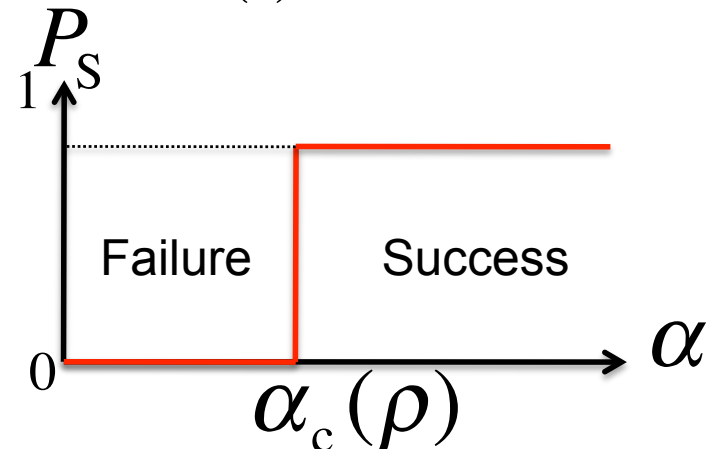 P_S
1
Failure Success
0
α
α_c(ρ)